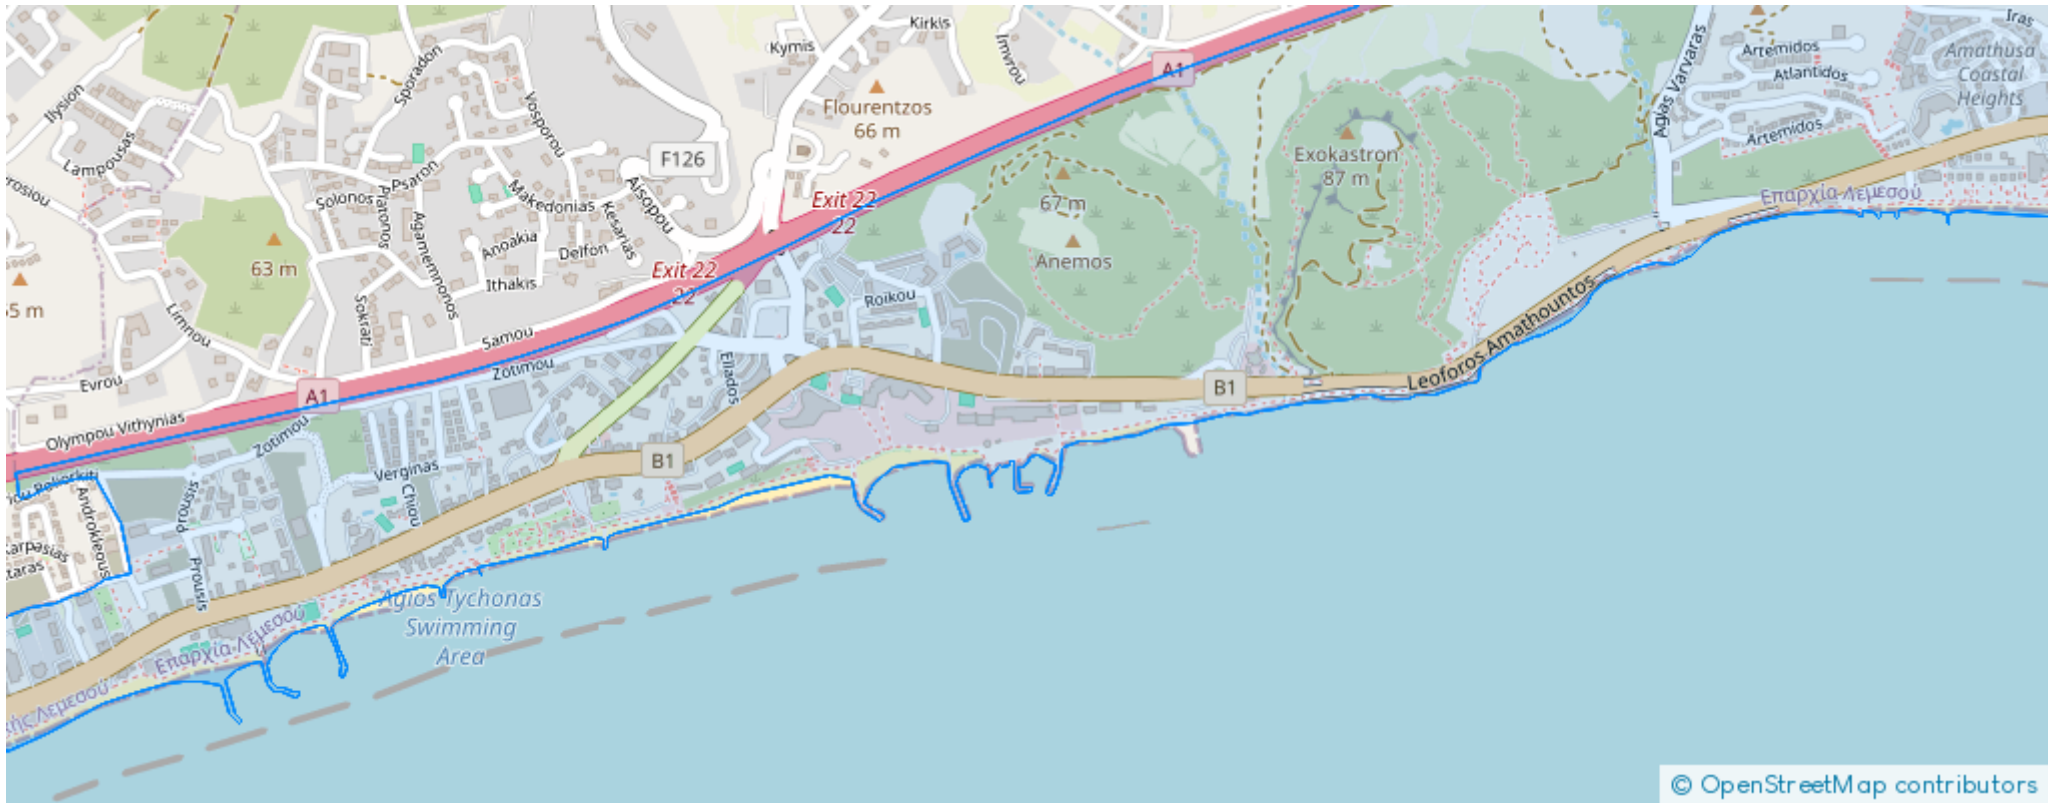 Kirkis
Iras
Kymis
Imvrou
Artemidos
Amathusa
Coastal
Heights
A1
Sporadon
Atlantidos
Ilysion
Flourentzos
66 m
Agias Varvaras
Vosporou
Artemidos
Lampousas
F126
Exokastron
87 m
Psaron
Aisopou
Makedonias
Solonos
Platonos
Exit 22
22
67 m
Επαρχία Λεμεσού
Kesarias
Agamemnonos
Anoakia
Delfon
63 m
Anemos
Exit 22
22
Ithakis
Roikou
Limnou
Sokrati
Samou
Leoforos Amathountos
Zotimou
Eliados
Evrou
A1
B1
Olympou Vithynias
Zotimou
B1
Verginas
Chiou
Prousis
Androkleous
Karpasias
Prousis
Agios Tychonas
Swimming
Area
Επαρχία Λεμεσού
Λεμεσού
© OpenStreetMap contributors